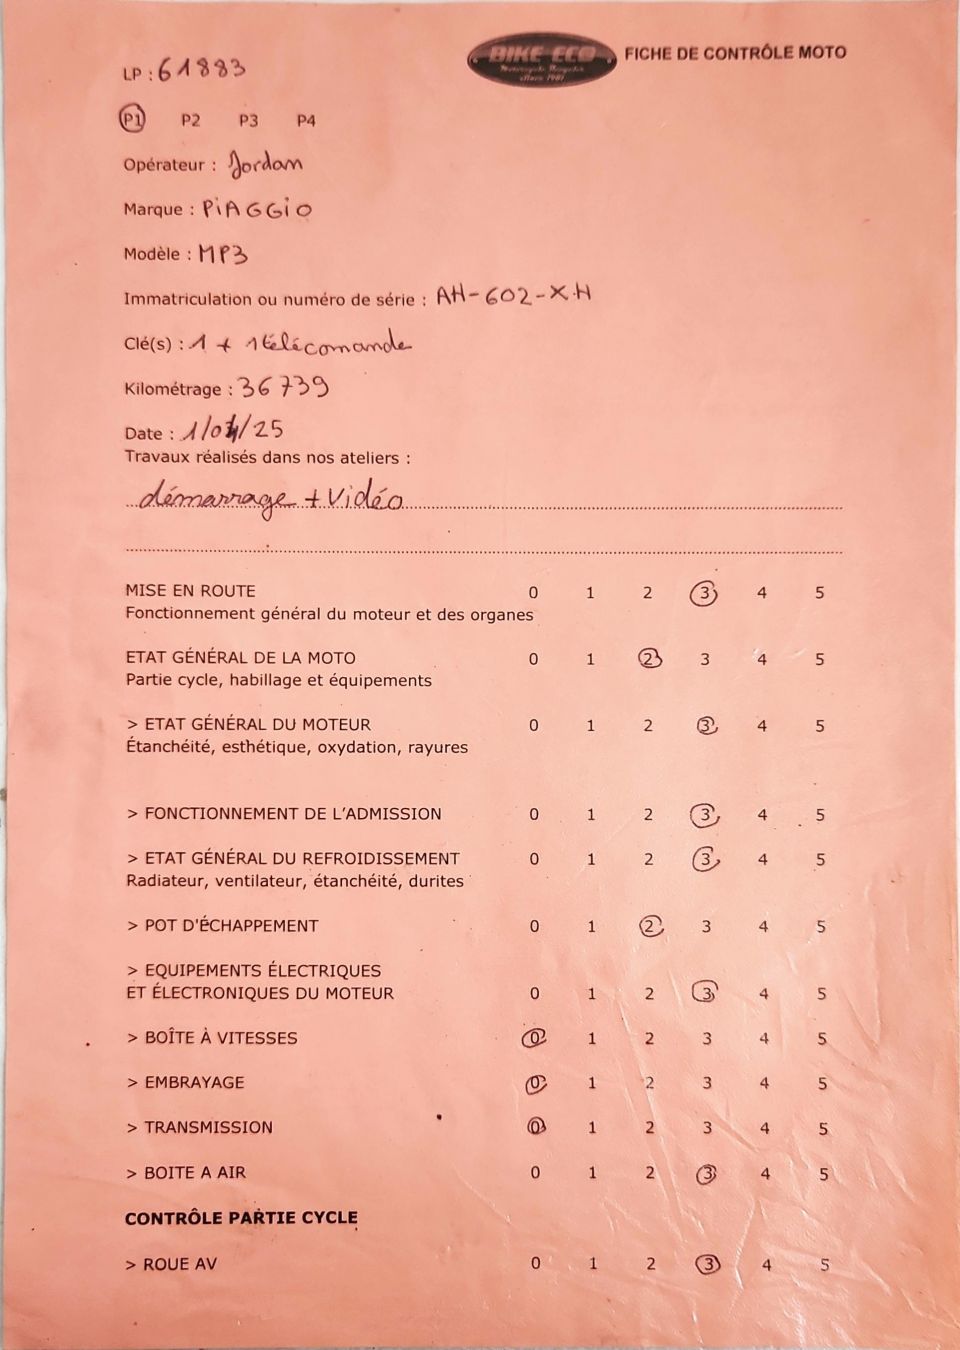 BIKE ECO
Motorcycle Recycler
since 1987
FICHE DE CONTRÔLE MOTO
LP : 61883
P1 P2 P3 P4
Opérateur : Jordan
Marque : PiAGGiO
Modèle : MP3
Immatriculation ou numéro de série : AH-602-XH
Clé(s) : 1 + 1 télécomande
Kilométrage : 36739
Date : 1/04/25
Travaux réalisés dans nos ateliers :
démarrage + vidéo
MISE EN ROUTE 0 1 2 3 4 5
Fonctionnement général du moteur et des organes
ETAT GÉNÉRAL DE LA MOTO 0 1 2 3 4 5
Partie cycle, habillage et équipements
> ETAT GÉNÉRAL DU MOTEUR 0 1 2 3 4 5
Étanchéité, esthétique, oxydation, rayures
> FONCTIONNEMENT DE L'ADMISSION 0 1 2 3 4 5
> ETAT GÉNÉRAL DU REFROIDISSEMENT 0 1 2 3 4 5
Radiateur, ventilateur, étanchéité, durites
> POT D'ÉCHAPPEMENT 0 1 2 3 4 5
> EQUIPEMENTS ÉLECTRIQUES
ET ÉLECTRONIQUES DU MOTEUR 0 1 2 3 4 5
> BOÎTE À VITESSES 0 1 2 3 4 5
> EMBRAYAGE 0 1 2 3 4 5
> TRANSMISSION 0 1 2 3 4 5
> BOITE A AIR 0 1 2 3 4 5
CONTRÔLE PARTIE CYCLE
> ROUE AV 0 1 2 3 4 5